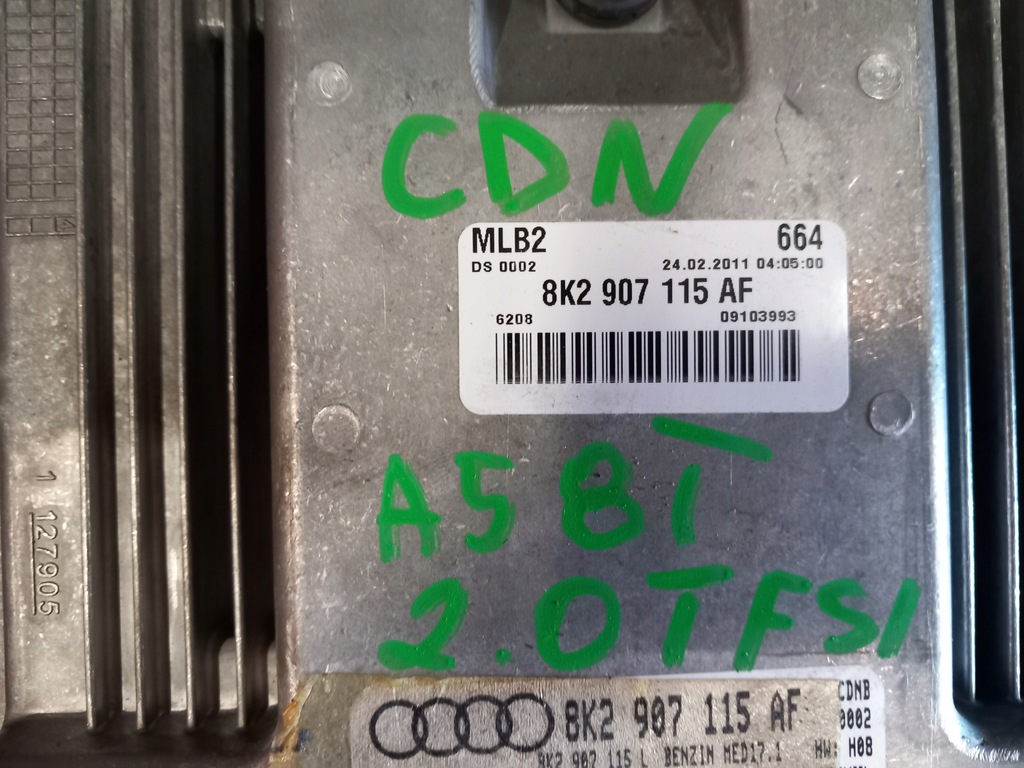 CDN
MLB2 664
DS 0002 24.02.2011 04:05:00
8K2 907 115 AF
6208 09103993
A5 8T
2.0TFSI
8K2 907 115 AF CDNB
0002
8K2 907 115 L BENZIN MED17.1 HW: H08
1 127905